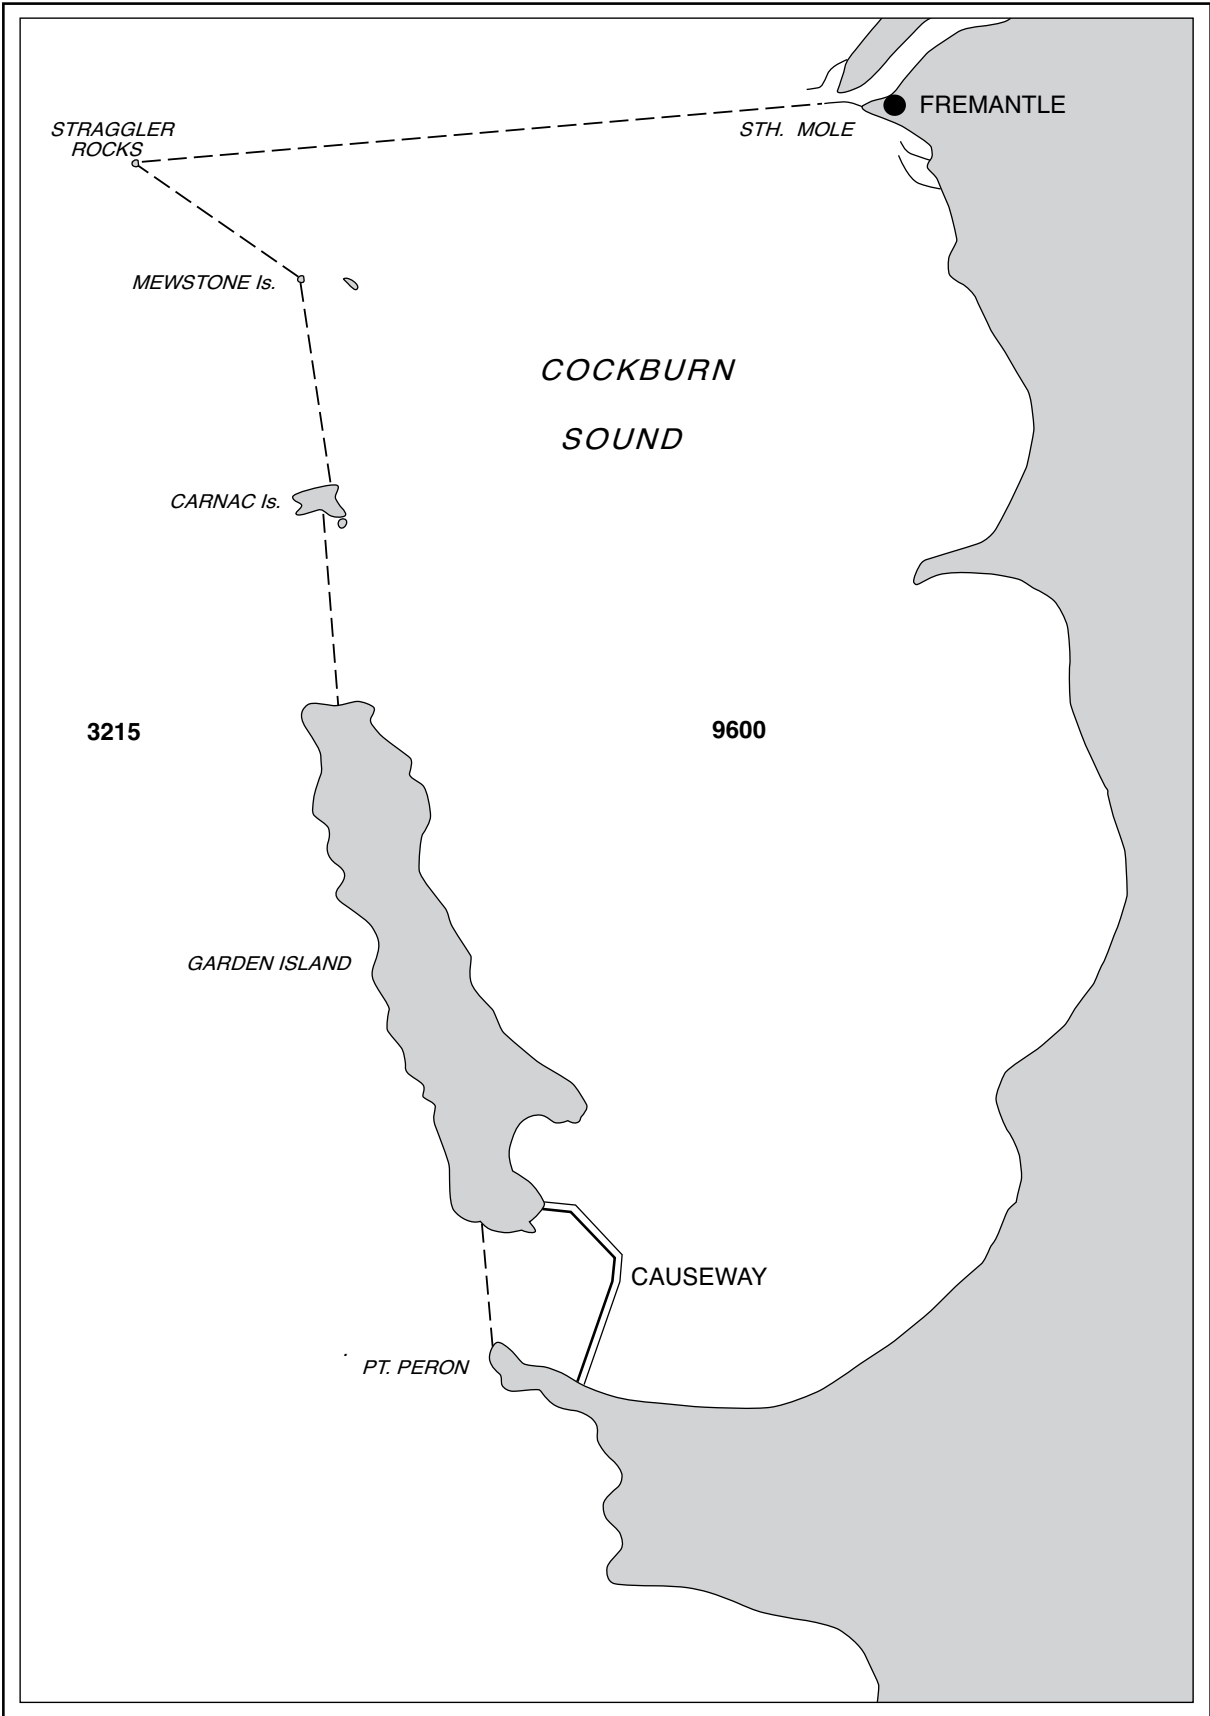 FREMANTLE
STRAGGLER
ROCKS
STH. MOLE
MEWSTONE Is.
COCKBURN
SOUND
CARNAC Is.
3215
9600
GARDEN ISLAND
CAUSEWAY
PT. PERON